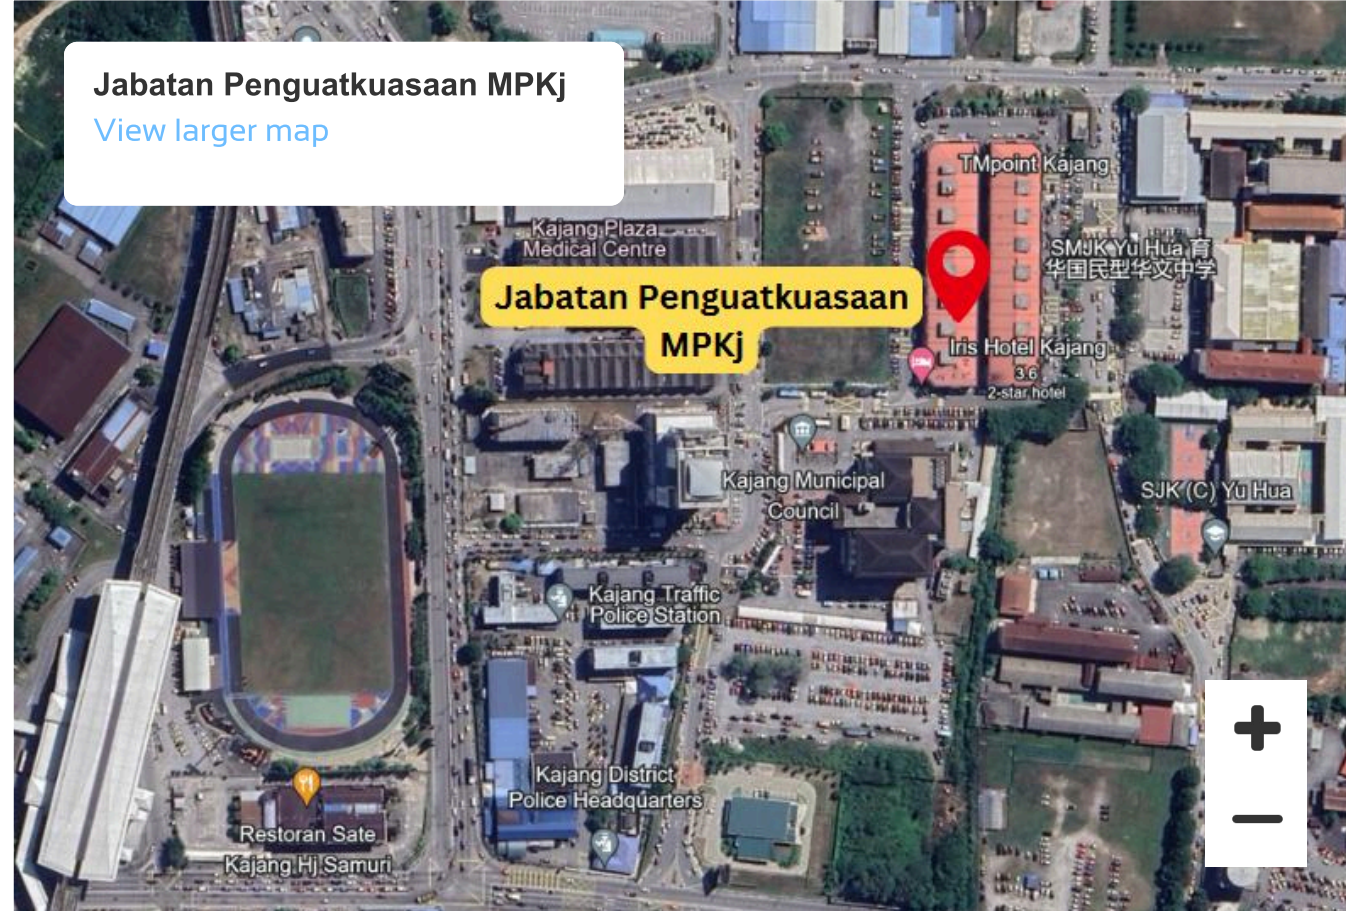 Jabatan Penguatkuasaan MPKj
View larger map
TMpoint Kajang
Kajang Plaza
Medical Centre
SMJK Yu Hua 育
华国民型华文中学
Jabatan Penguatkuasaan
MPKj
Iris Hotel Kajang
3.6
2-star hotel
Kajang Municipal
Council
SJK (C) Yu Hua
Kajang Traffic
Police Station
Kajang District
Police Headquarters
Restoran Sate
Kajang Hj Samuri